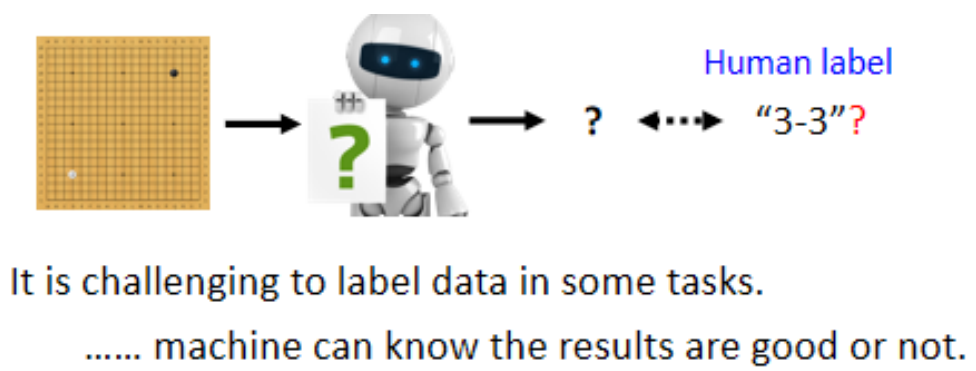 Human label
?
? "3-3"?
It is challenging to label data in some tasks.
...... machine can know the results are good or not.